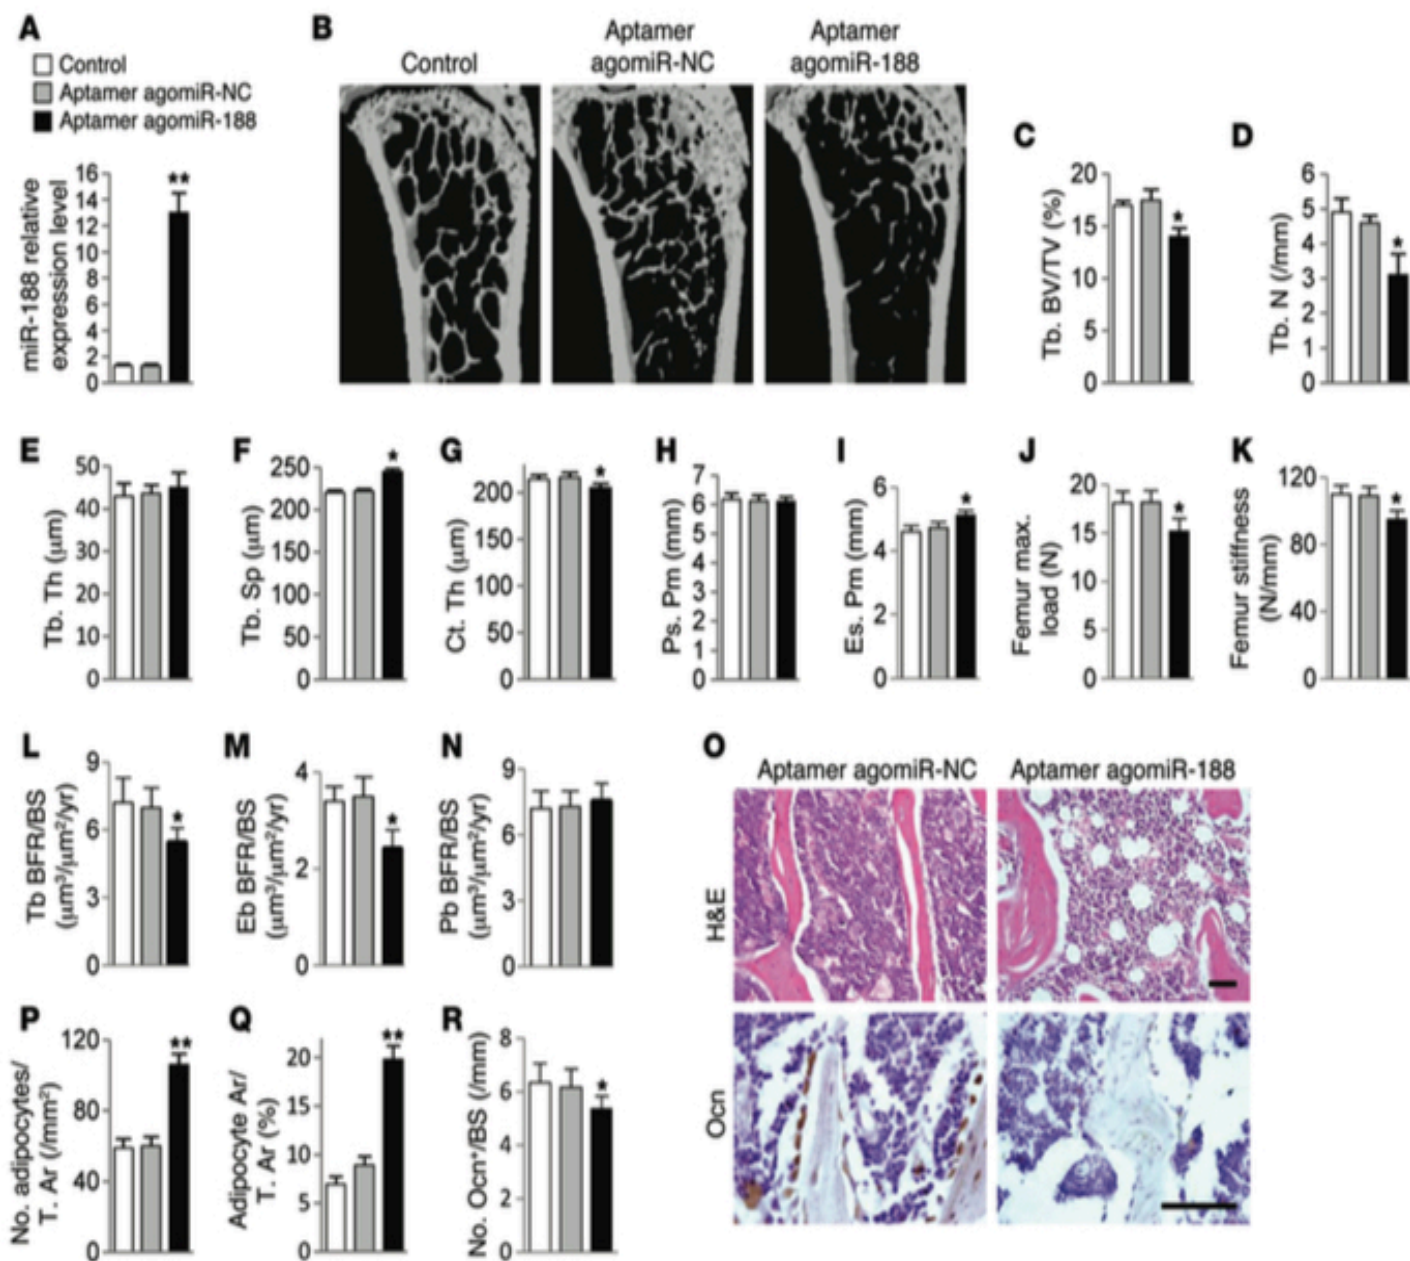 A
Control
Aptamer agomiR-NC
Aptamer agomiR-188
miR-188 relative
expression level
16
14
12
10
8
6
4
2
0
**
B
Control
Aptamer
agomiR-NC
Aptamer
agomiR-188
C
Tb. BV/TV (%)
20
15
10
5
0
*
D
Tb. N (/mm)
6
5
4
3
2
1
0
*
E
Tb. Th (μm)
50
40
30
20
10
0
F
Tb. Sp (μm)
250
200
150
100
50
0
*
G
Ct. Th (μm)
200
150
100
50
0
*
H
Ps. Pm (mm)
7
6
5
4
3
2
1
0
I
Es. Pm (mm)
6
4
2
0
*
J
Femur max.
load (N)
20
15
10
5
0
*
K
Femur stiffness
(N/mm)
120
80
40
0
*
L
Tb BFR/BS
(μm³/μm²/yr)
9
6
3
0
*
M
Eb BFR/BS
(μm³/μm²/yr)
4
2
0
*
N
Pb BFR/BS
(μm³/μm²/yr)
9
6
3
0
O
Aptamer agomiR-NC
Aptamer agomiR-188
H&E
Ocn
P
No. adipocytes/
T. Ar (/mm²)
120
80
40
0
**
Q
Adipocyte Ar/
T. Ar (%)
20
15
10
5
0
**
R
No. Ocn⁺/BS (/mm)
8
6
4
2
0
*